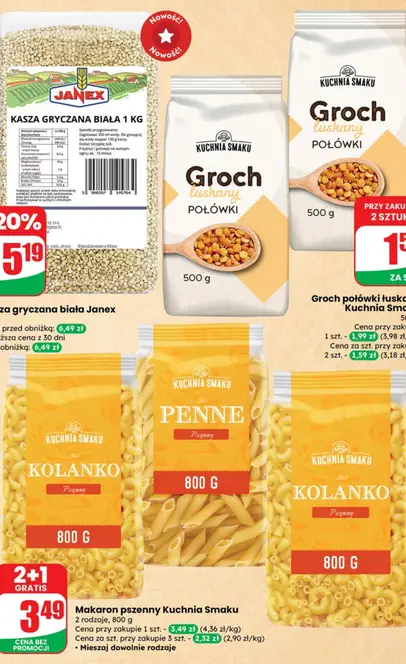 Nowość!
JANEX
KASZA GRYCZANA BIAŁA 1 KG
20%
5 19
za gryczana biała Janex
przed obniżką: 6,49 zł
ższa cena z 30 dni
obniżką: 6,49 zł
KUCHNIA SMAKU
Groch
łuskany
POŁÓWKI
500 g
KUCHNIA SMAKU
Groch
łuskany
POŁÓWKI
500 g
PRZY ZAKU
2 SZTUK
1 5
ZA S
Groch połówki łuska
Kuchnia Sma
Cena przy zaku
1 szt. - 1,99 zł (3,98 zł
Cena za szt. przy zaku
2 szt. - 1,59 zł (3,18 zł
KUCHNIA SMAKU
KOLANKO
Pszenny
800 G
KUCHNIA SMAKU
PENNE
Pszenny
800 G
KUCHNIA SMAKU
KOLANKO
Pszenny
800 G
2+1
GRATIS
3 49
CENA BEZ
PROMOCJI
Makaron pszenny Kuchnia Smaku
2 rodzaje, 800 g
Cena przy zakupie 1 szt. - 3,49 zł (4,36 zł/kg)
Cena za szt. przy zakupie 3 szt. - 2,32 zł (2,90 zł/kg)
• Mieszaj dowolnie rodzaje